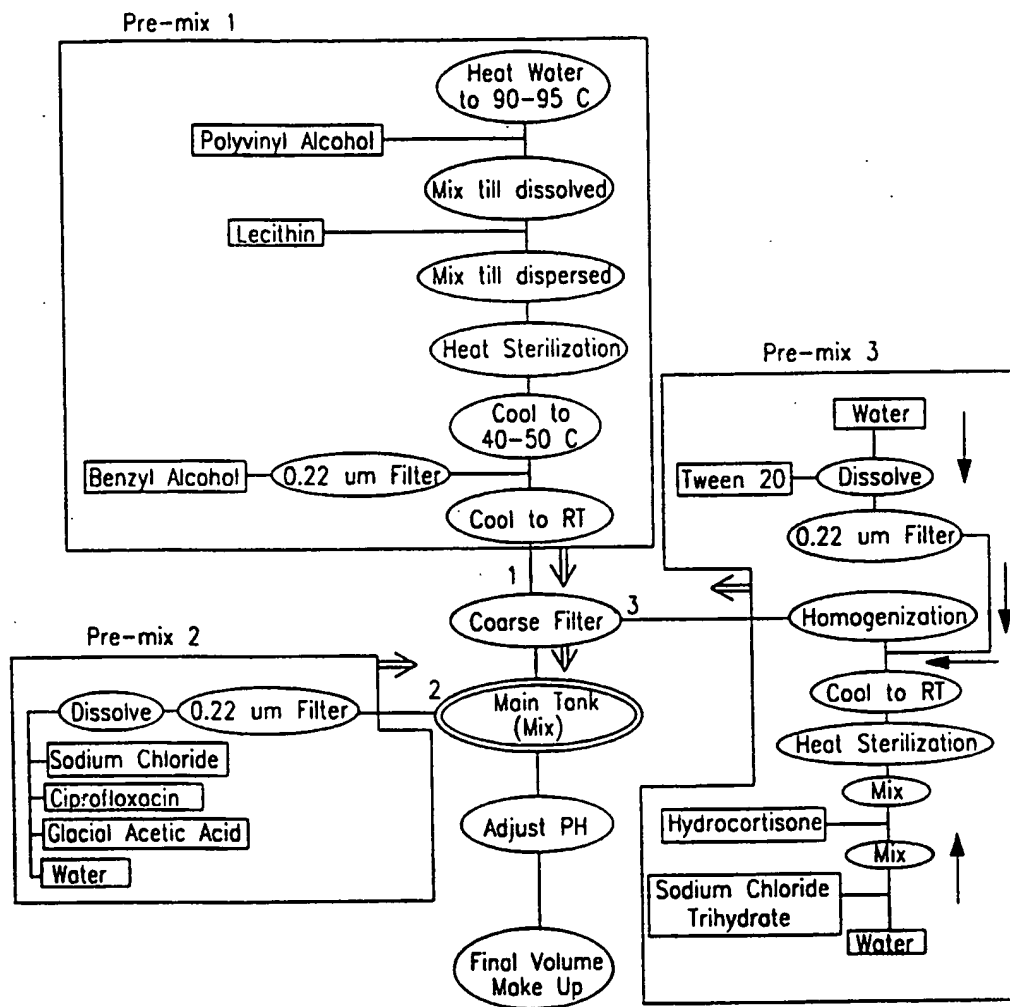 Pre-mix 1
Heat Water
to 90-95 C
Polyvinyl Alcohol
Mix till dissolved
Lecithin
Mix till dispersed
Heat Sterilization
Cool to
40-50 C
Benzyl Alcohol
0.22 um Filter
Cool to RT
1
Coarse Filter
3
Pre-mix 2
Dissolve
0.22 um Filter
2
Sodium Chloride
Ciprofloxacin
Glacial Acetic Acid
Water
Main Tank
(Mix)
Adjust PH
Final Volume
Make Up
Pre-mix 3
Water
Tween 20
Dissolve
0.22 um Filter
Homogenization
Cool to RT
Heat Sterilization
Mix
Hydrocortisone
Mix
Sodium Chloride
Trihydrate
Water